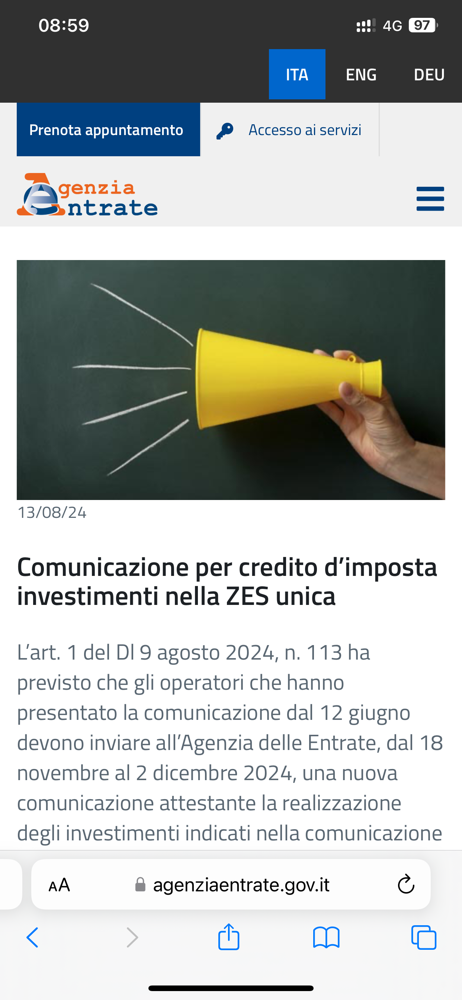 08:59
4G 97
ITA ENG DEU
Prenota appuntamento Accesso ai servizi
Agenzia
entrate
13/08/24
Comunicazione per credito d’imposta
investimenti nella ZES unica
L’art. 1 del Dl 9 agosto 2024, n. 113 ha
previsto che gli operatori che hanno
presentato la comunicazione dal 12 giugno
devono inviare all’Agenzia delle Entrate, dal 18
novembre al 2 dicembre 2024, una nuova
comunicazione attestante la realizzazione
degli investimenti indicati nella comunicazione
AA agenziaentrate.gov.it